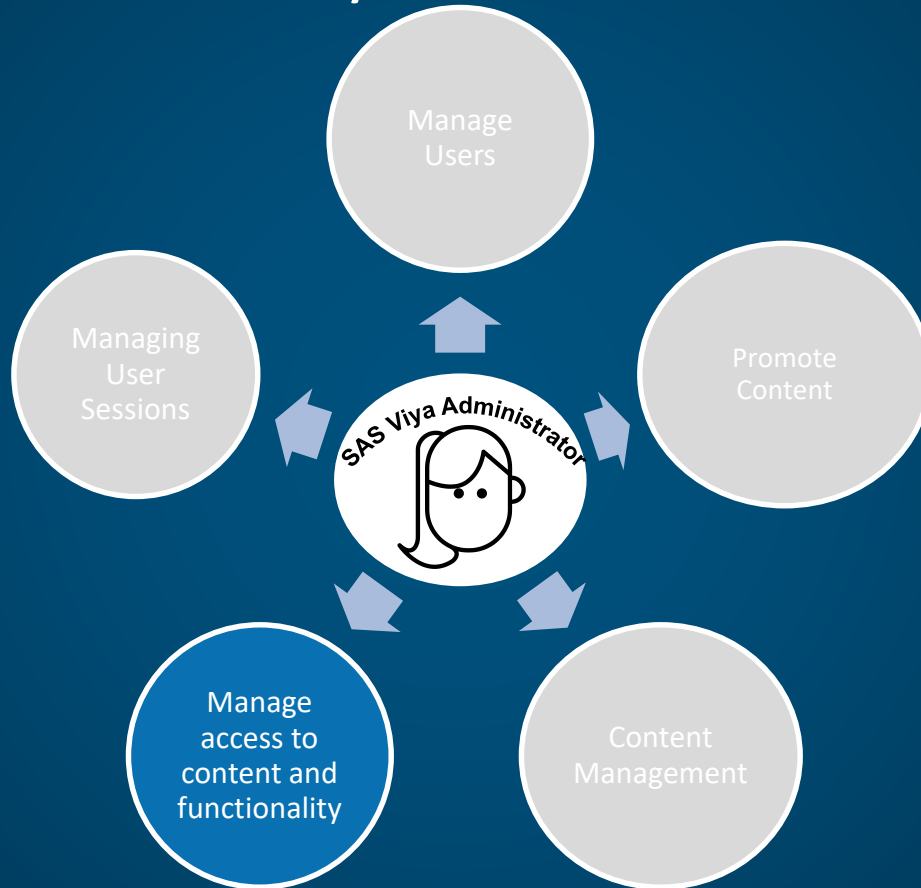 Manage
Users
Managing
User
Sessions
Promote
Content
SAS Viya Administrator
Manage
access to
content and
functionality
Content
Management